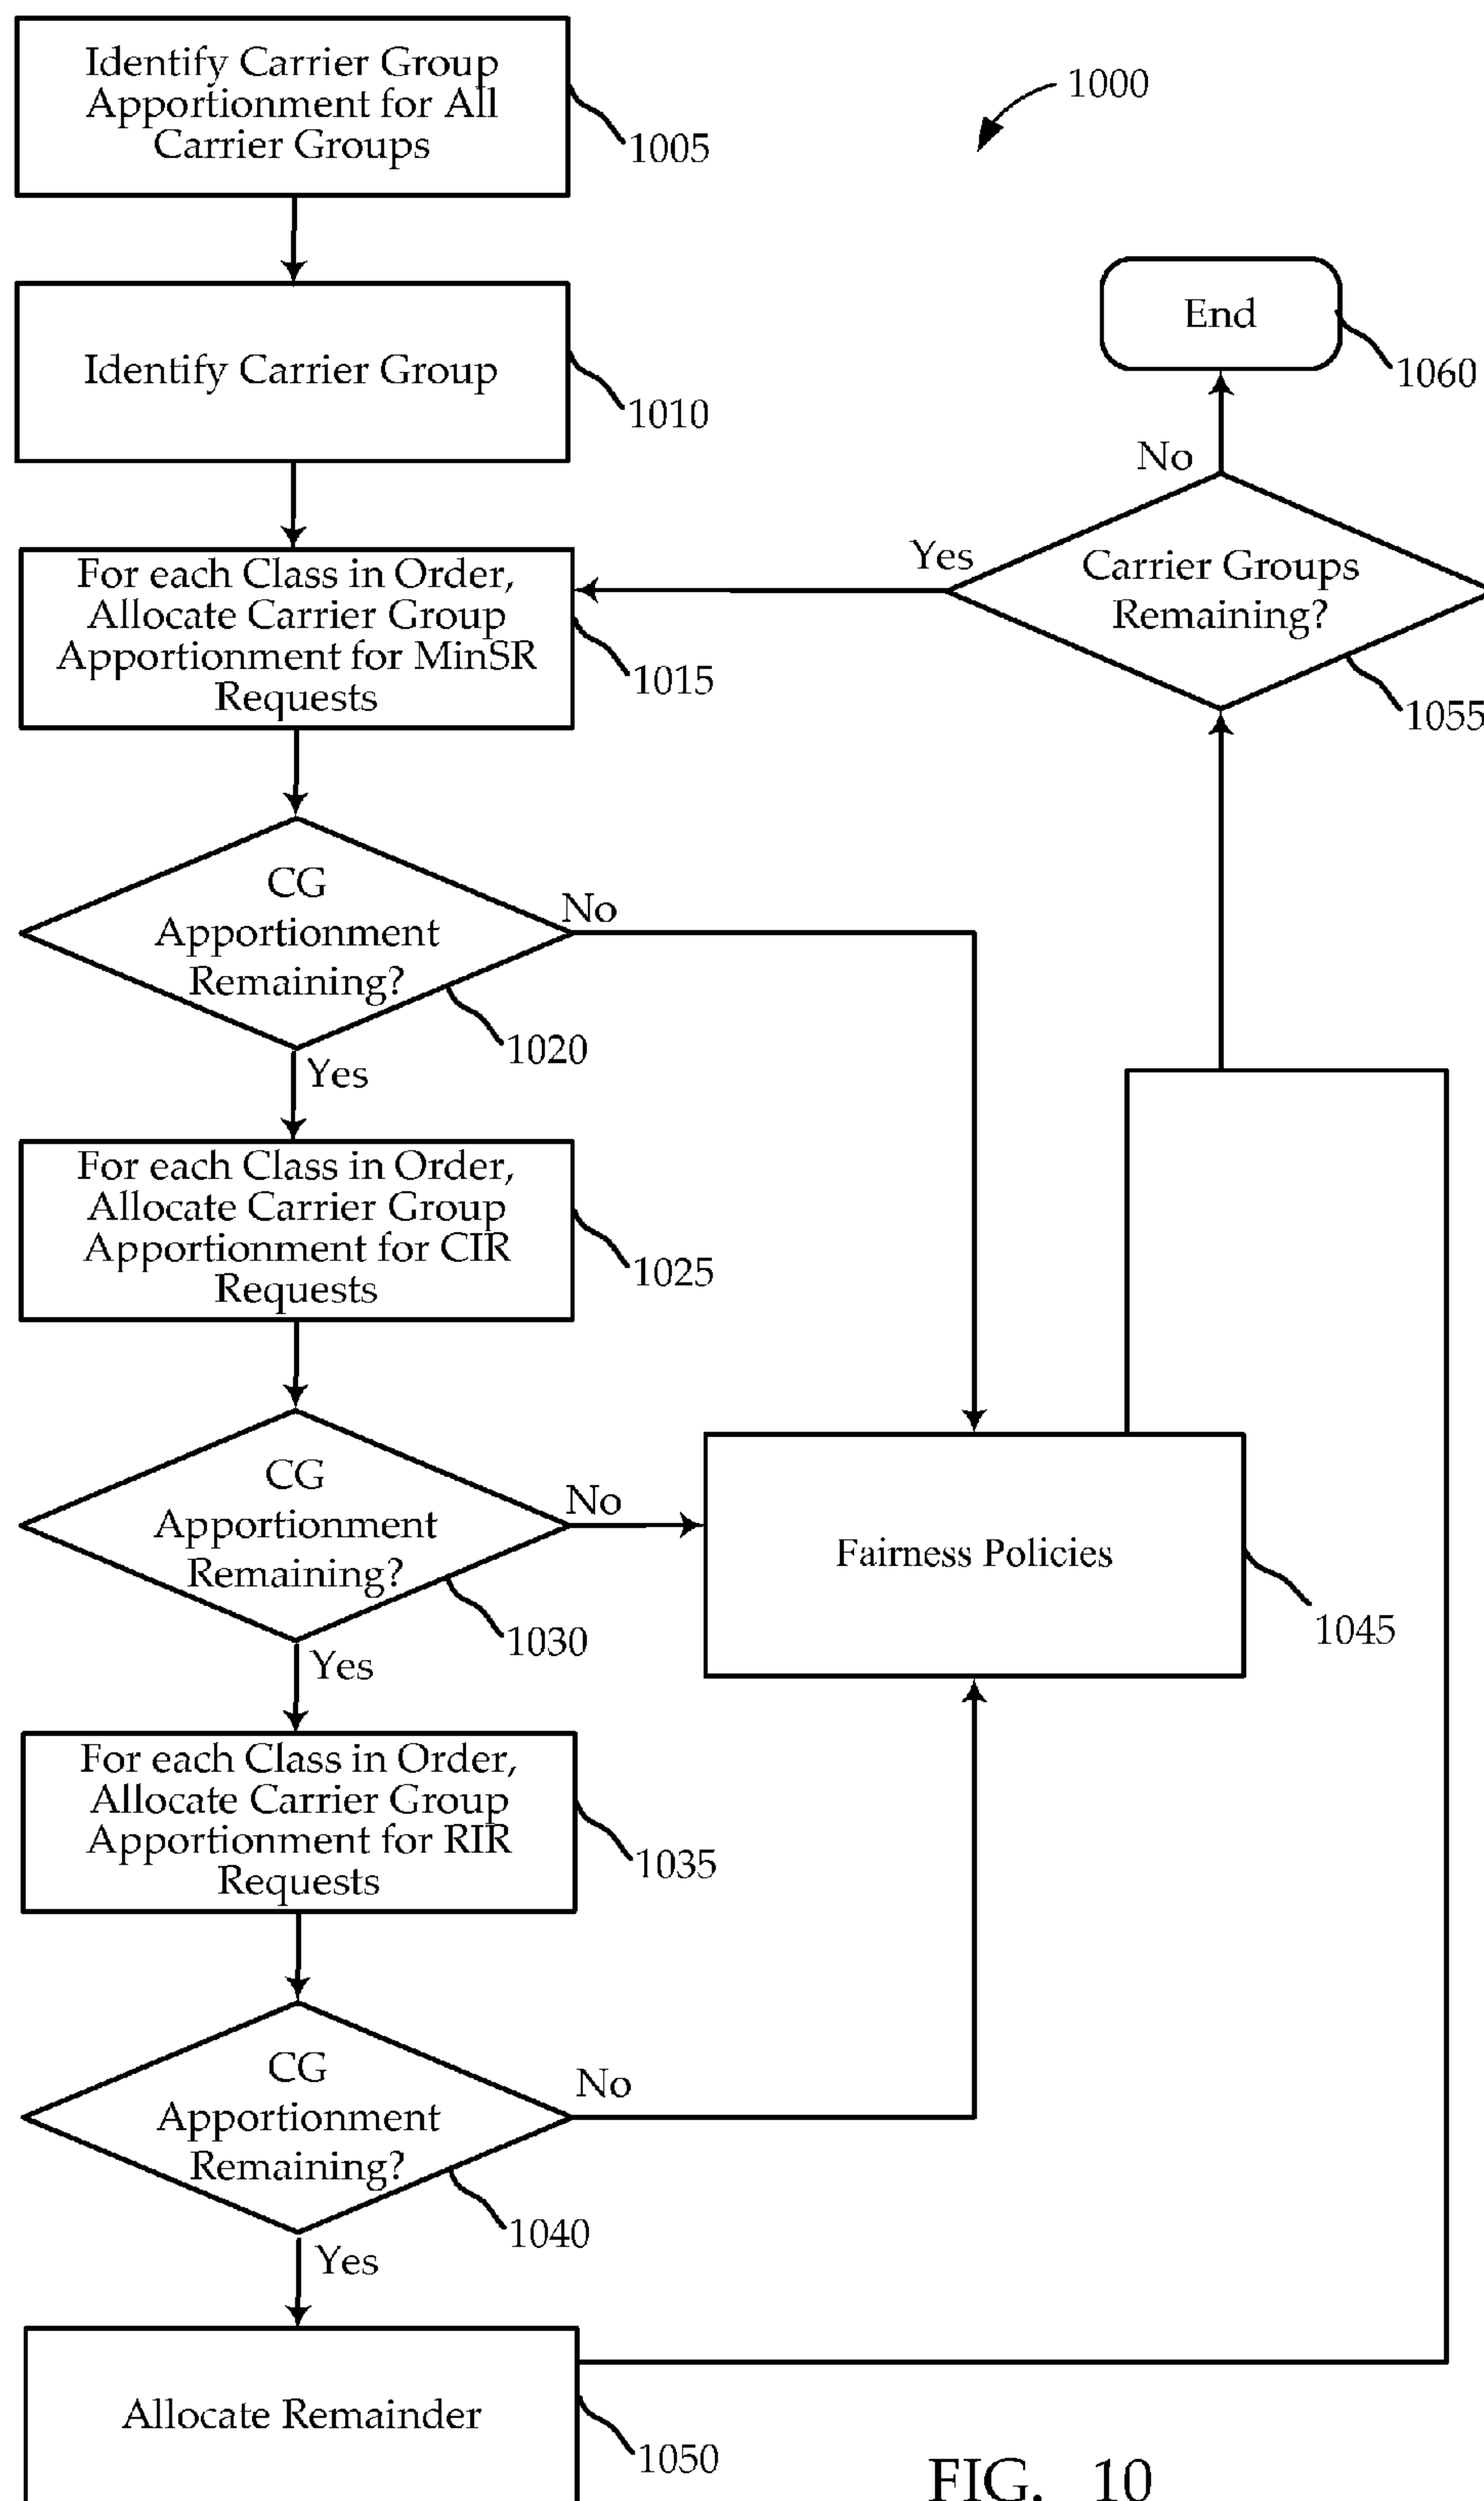 Identify Carrier Group
Apportionment for All
Carrier Groups
1005
1000
Identify Carrier Group
1010
End
1060
No
Yes
Carrier Groups
Remaining?
1055
For each Class in Order,
Allocate Carrier Group
Apportionment for MinSR
Requests
1015
CG
Apportionment
Remaining?
No
1020
Yes
For each Class in Order,
Allocate Carrier Group
Apportionment for CIR
Requests
1025
CG
Apportionment
Remaining?
No
1030
Yes
Fairness Policies
1045
For each Class in Order,
Allocate Carrier Group
Apportionment for RIR
Requests
1035
CG
Apportionment
Remaining?
No
1040
Yes
Allocate Remainder
1050
FIG. 10